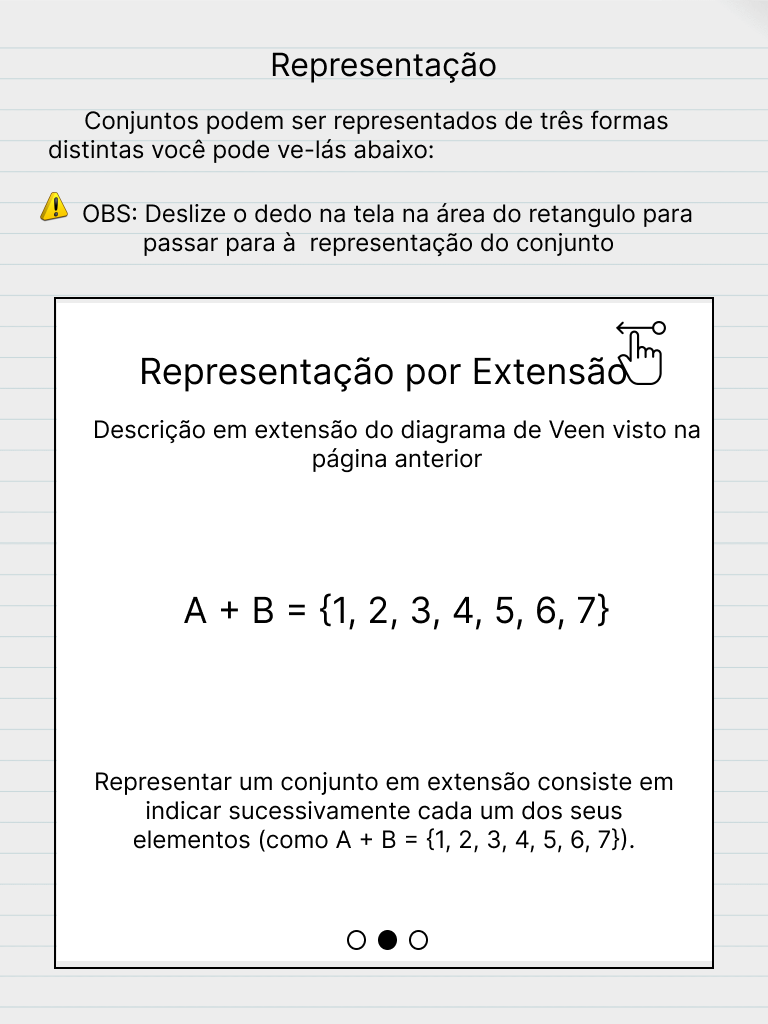 Representação
Conjuntos podem ser representados de três formas
distintas você pode ve-lás abaixo:
OBS: Deslize o dedo na tela na área do retangulo para
passar para à representação do conjunto
Representação por Extensão
Descrição em extensão do diagrama de Veen visto na
página anterior
A + B = {1, 2, 3, 4, 5, 6, 7}
Representar um conjunto em extensão consiste em
indicar sucessivamente cada um dos seus
elementos (como A + B = {1, 2, 3, 4, 5, 6, 7}).